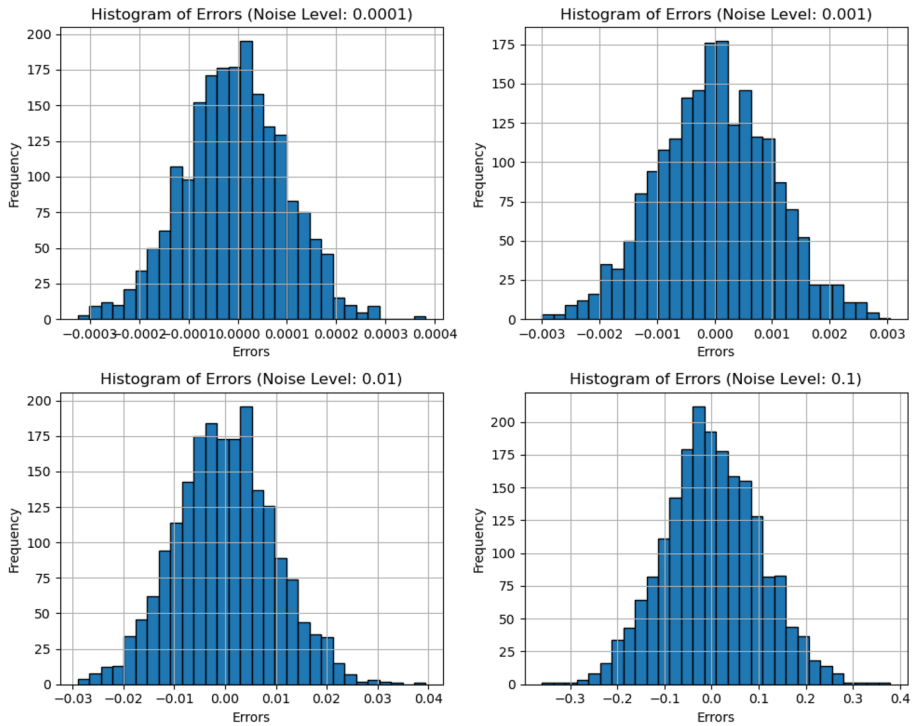 Histogram of Errors (Noise Level: 0.0001)
200
175
150
125
100
75
50
25
0
Frequency
−0.0003 −0.0002 −0.0001 0.0000 0.0001 0.0002 0.0003 0.0004
Errors
Histogram of Errors (Noise Level: 0.001)
175
150
125
100
75
50
25
0
Frequency
−0.003 −0.002 −0.001 0.000 0.001 0.002 0.003
Errors
Histogram of Errors (Noise Level: 0.01)
200
175
150
125
100
75
50
25
0
Frequency
−0.03 −0.02 −0.01 0.00 0.01 0.02 0.03 0.04
Errors
Histogram of Errors (Noise Level: 0.1)
200
175
150
125
100
75
50
25
0
Frequency
−0.3 −0.2 −0.1 0.0 0.1 0.2 0.3 0.4
Errors